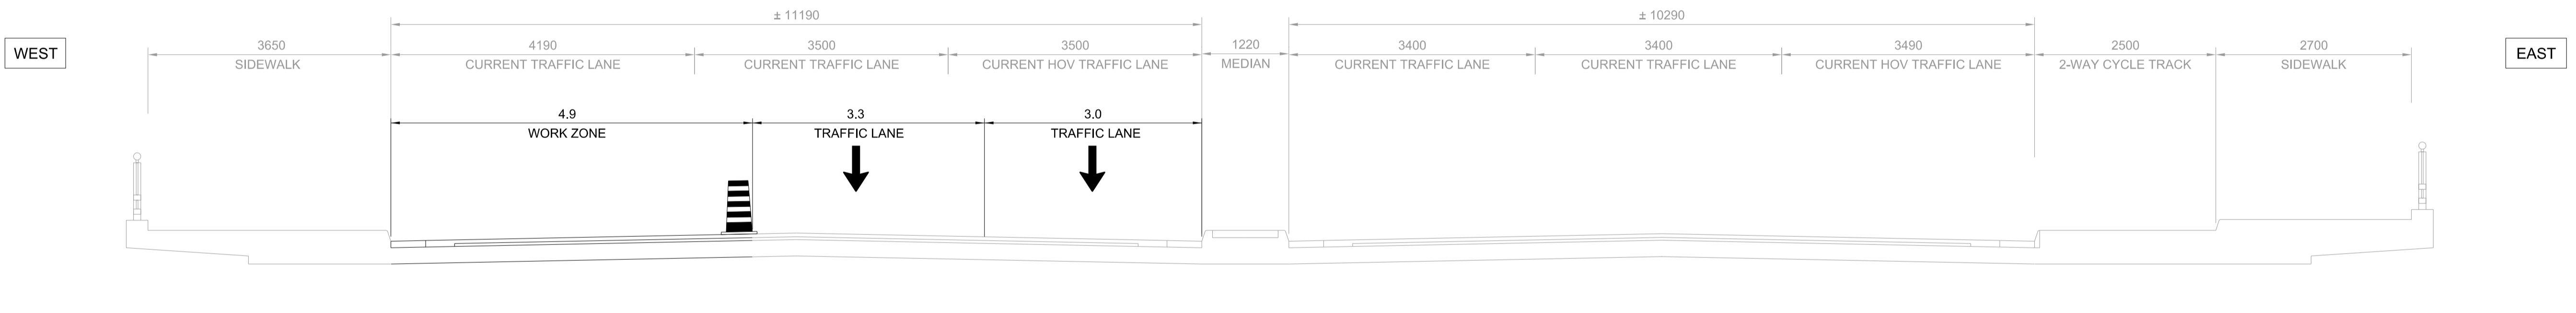 ± 11190
± 10290
WEST
3650
4190
3500
3500
1220
3400
3400
3490
2500
2700
EAST
SIDEWALK
CURRENT TRAFFIC LANE
CURRENT TRAFFIC LANE
CURRENT HOV TRAFFIC LANE
MEDIAN
CURRENT TRAFFIC LANE
CURRENT TRAFFIC LANE
CURRENT HOV TRAFFIC LANE
2-WAY CYCLE TRACK
SIDEWALK
4.9
3.3
3.0
WORK ZONE
TRAFFIC LANE
TRAFFIC LANE